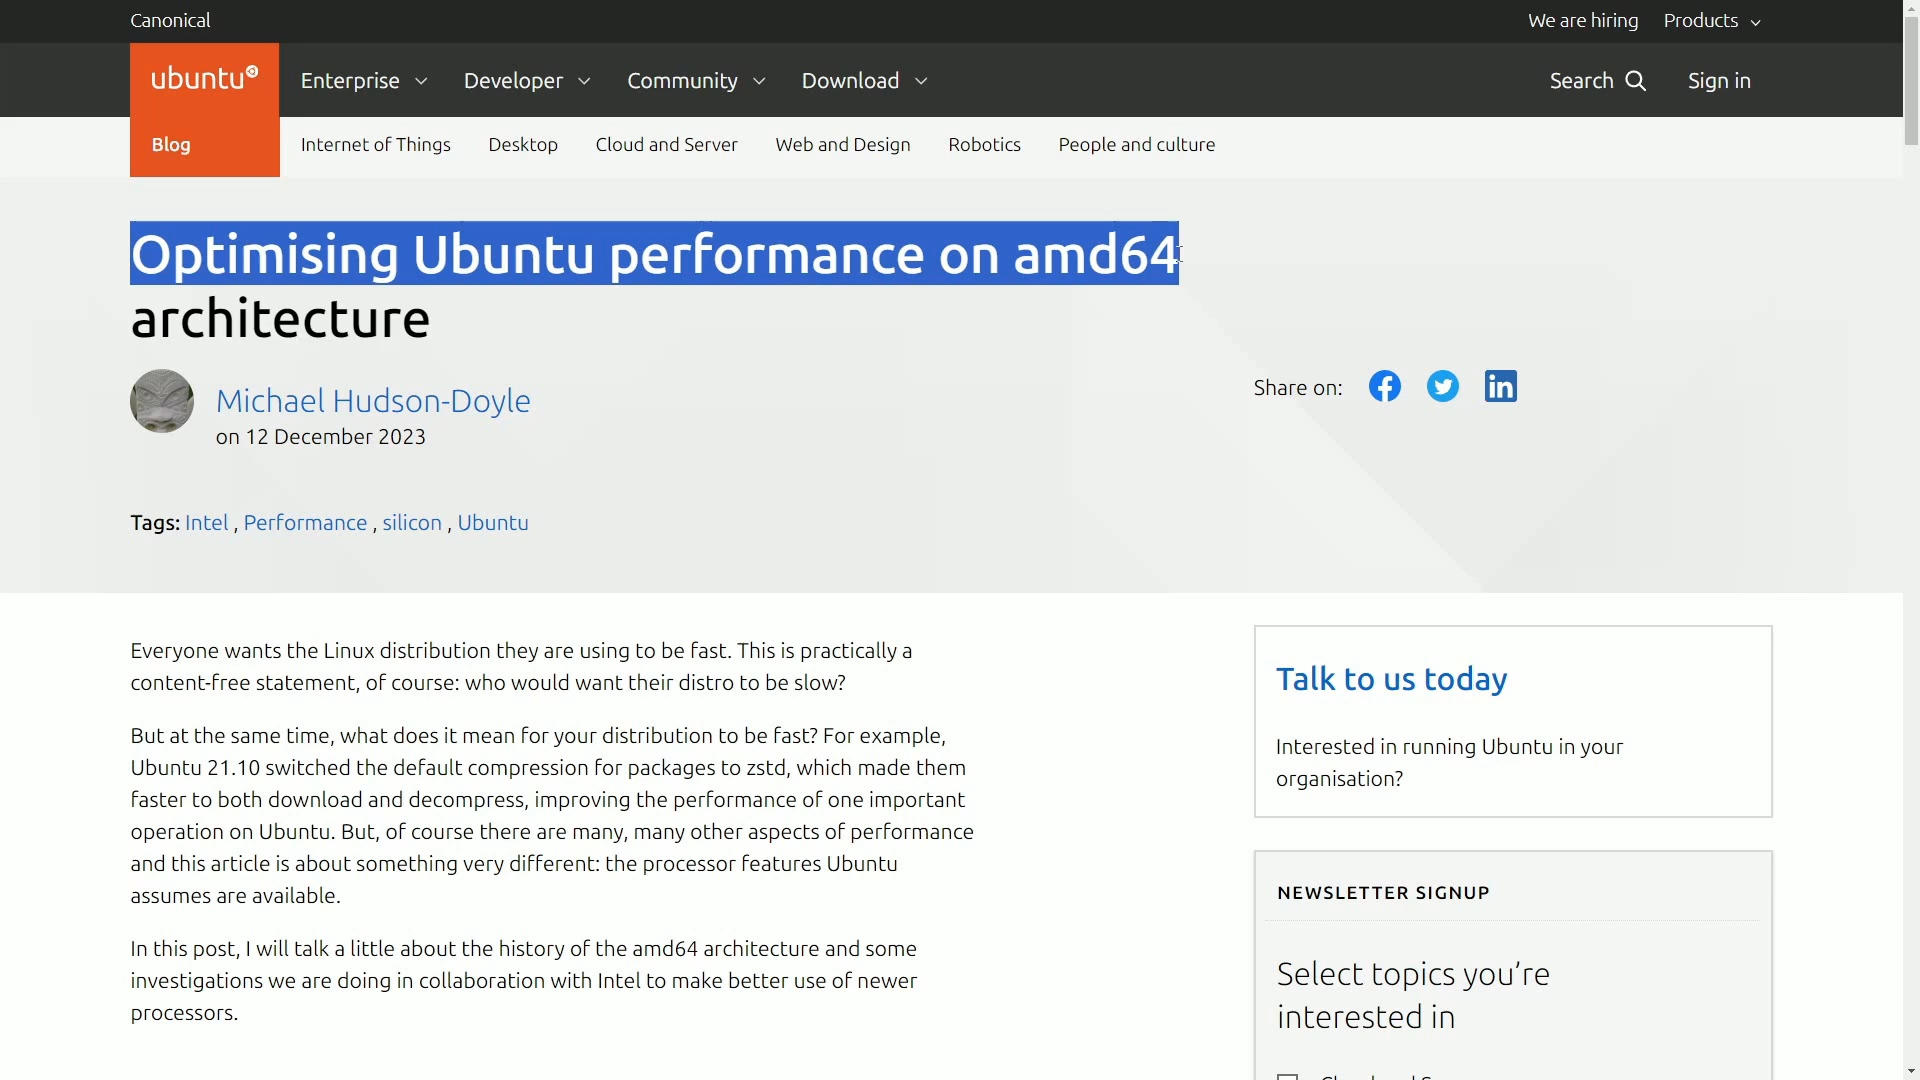 Canonical
We are hiring
Products
ubuntu
Enterprise
Developer
Community
Download
Search
Sign in
Blog
Internet of Things
Desktop
Cloud and Server
Web and Design
Robotics
People and culture
Optimising Ubuntu performance on amd64
architecture
Michael Hudson-Doyle
on 12 December 2023
Share on:
Tags: Intel , Performance , silicon , Ubuntu
Everyone wants the Linux distribution they are using to be fast. This is practically a
content-free statement, of course: who would want their distro to be slow?
But at the same time, what does it mean for your distribution to be fast? For example,
Ubuntu 21.10 switched the default compression for packages to zstd, which made them
faster to both download and decompress, improving the performance of one important
operation on Ubuntu. But, of course there are many, many other aspects of performance
and this article is about something very different: the processor features Ubuntu
assumes are available.
In this post, I will talk a little about the history of the amd64 architecture and some
investigations we are doing in collaboration with Intel to make better use of newer
processors.
Talk to us today
Interested in running Ubuntu in your
organisation?
NEWSLETTER SIGNUP
Select topics you're
interested in